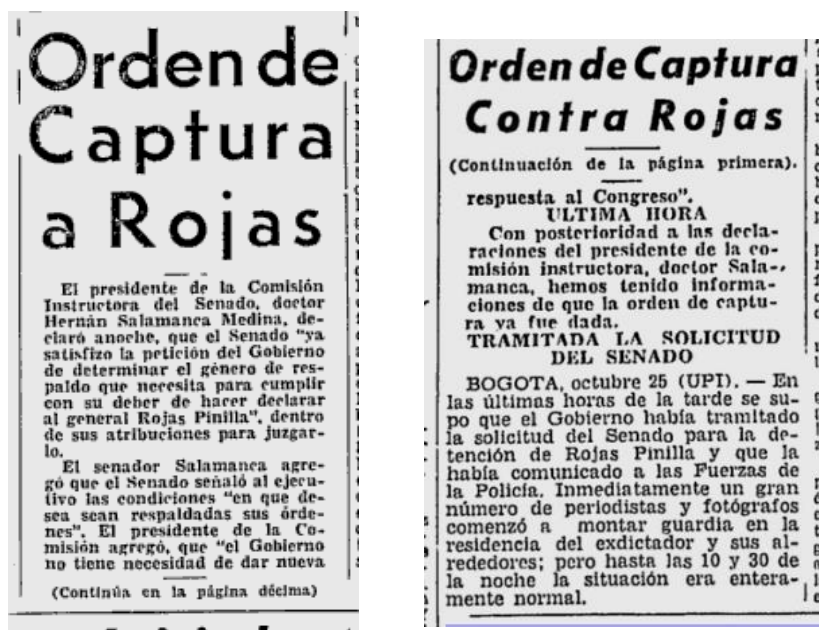 Orden de
Captura
a Rojas
El presidente de la Comisión
Instructora del Senado, doctor
Hernán Salamanca Medina, de-
claró anoche, que el Senado "ya
satisfizo la petición del Gobierno
de determinar el género de res-
paldo que necesita para cumplir
con su deber de hacer declarar
al general Rojas Pinilla", dentro
de sus atribuciones para juzgar-
lo.
El senador Salamanca agre-
gó que el Senado señaló al ejecu-
tivo las condiciones "en que de-
sea sean respaldadas sus órde-
nes". El presidente de la Co-
misión agregó, que "el Gobierno
no tiene necesidad de dar nueva
(Continúa en la página décima)
Orden de Captura
Contra Rojas
(Continuación de la página primera).
respuesta al Congreso".
ULTIMA HORA
Con posterioridad a las decla-
raciones del presidente de la co-
misión instructora, doctor Sala-
manca, hemos tenido informa-
ciones de que la orden de captu-
ra ya fue dada.
TRAMITADA LA SOLICITUD
DEL SENADO
BOGOTA, octubre 25 (UPI). — En
las últimas horas de la tarde se su-
po que el Gobierno había tramitado
la solicitud del Senado para la de-
tención de Rojas Pinilla y que la
había comunicado a las Fuerzas de
la Policía. Inmediatamente un gran
número de periodistas y fotógrafos
comenzó a montar guardia en la
residencia del exdictador y sus al-
rededores; pero hasta las 10 y 30 de
la noche la situación era entera-
mente normal.